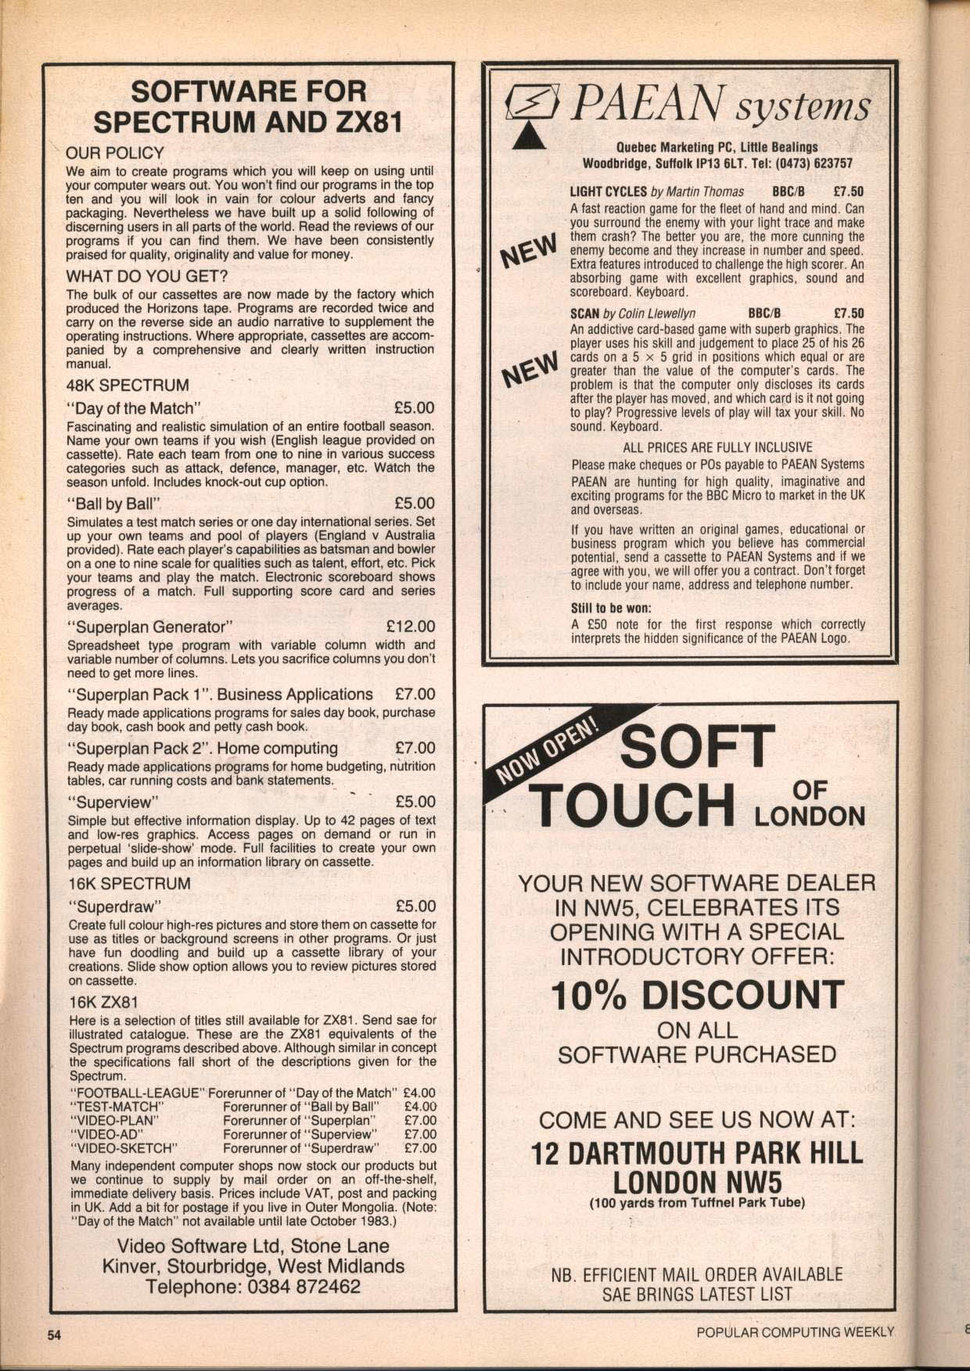 SOFTWARE FOR
SPECTRUM AND ZX81
OUR POLICY
We aim to create programs which you will keep on using until
your computer wears out. You won't find our programs in the top
ten and you will look in vain for colour adverts and fancy
packaging. Nevertheless we have built up a solid following of
discerning users in all parts of the world. Read the reviews of our
programs if you can find them. We have been consistently
praised for quality, originality and value for money.
WHAT DO YOU GET?
The bulk of our cassettes are now made by the factory which
produced the Horizons tape. Programs are recorded twice and
carry on the reverse side an audio narrative to supplement the
operating instructions. Where appropriate, cassettes are accom-
panied by a comprehensive and clearly written instruction
manual.
48K SPECTRUM
"Day of the Match" £5.00
Fascinating and realistic simulation of an entire football season.
Name your own teams if you wish (English league provided on
cassette). Rate each team from one to nine in various success
categories such as attack, defence, manager, etc. Watch the
season unfold. Includes knock-out cup option.
"Ball by Ball" £5.00
Simulates a test match series or one day international series. Set
up your own teams and pool of players (England v Australia
provided). Rate each player's capabilities as batsman and bowler
on a one to nine scale for qualities such as talent, effort, etc. Pick
your teams and play the match. Electronic scoreboard shows
progress of a match. Full supporting score card and series
averages.
"Superplan Generator" £12.00
Spreadsheet type program with variable column width and
variable number of columns. Lets you sacrifice columns you don't
need to get more lines.
"Superplan Pack 1". Business Applications £7.00
Ready made applications programs for sales day book, purchase
day book, cash book and petty cash book.
"Superplan Pack 2". Home computing £7.00
Ready made applications programs for home budgeting, nutrition
tables, car running costs and bank statements.
"Superview" £5.00
Simple but effective information display. Up to 42 pages of text
and low-res graphics. Access pages on demand or run in
perpetual 'slide-show' mode. Full facilities to create your own
pages and build up an information library on cassette.
16K SPECTRUM
"Superdraw" £5.00
Create full colour high-res pictures and store them on cassette for
use as titles or background screens in other programs. Or just
have fun doodling and build up a cassette library of your
creations. Slide show option allows you to review pictures stored
on cassette.
16K ZX81
Here is a selection of titles still available for ZX81. Send sae for
illustrated catalogue. These are the ZX81 equivalents of the
Spectrum programs described above. Although similar in concept
the specifications fall short of the descriptions given for the
Spectrum.
"FOOTBALL-LEAGUE" Forerunner of "Day of the Match" £4.00
"TEST-MATCH" Forerunner of "Ball by Ball" £4.00
"VIDEO-PLAN" Forerunner of "Superplan" £7.00
"VIDEO-AD" Forerunner of "Superview" £7.00
"VIDEO-SKETCH" Forerunner of "Superdraw" £7.00
Many independent computer shops now stock our products but
we continue to supply by mail order on an off-the-shelf,
immediate delivery basis. Prices include VAT, post and packing
in UK. Add a bit for postage if you live in Outer Mongolia. (Note:
"Day of the Match" not available until late October 1983.)
Video Software Ltd, Stone Lane
Kinver, Stourbridge, West Midlands
Telephone: 0384 872462
PAEAN systems
Quebec Marketing PC, Little Bealings
Woodbridge, Suffolk IP13 6LT. Tel: (0473) 623757
LIGHT CYCLES by Martin Thomas BBC/B £7.50
A fast reaction game for the fleet of hand and mind. Can
you surround the enemy with your light trace and make
them crash? The better you are, the more cunning the
enemy become and they increase in number and speed.
Extra features introduced to challenge the high scorer. An
absorbing game with excellent graphics, sound and
scoreboard. Keyboard.
NEW
SCAN by Colin Llewellyn BBC/B £7.50
An addictive card-based game with superb graphics. The
player uses his skill and judgement to place 25 of his 26
cards on a 5 × 5 grid in positions which equal or are
greater than the value of the computer's cards. The
problem is that the computer only discloses its cards
after the player has moved, and which card is it not going
to play? Progressive levels of play will tax your skill. No
sound. Keyboard.
NEW
ALL PRICES ARE FULLY INCLUSIVE
Please make cheques or POs payable to PAEAN Systems
PAEAN are hunting for high quality, imaginative and
exciting programs for the BBC Micro to market in the UK
and overseas.
If you have written an original games, educational or
business program which you believe has commercial
potential, send a cassette to PAEAN Systems and if we
agree with you, we will offer you a contract. Don't forget
to include your name, address and telephone number.
Still to be won:
A £50 note for the first response which correctly
interprets the hidden significance of the PAEAN Logo.
NOW OPEN!
SOFT
TOUCH OF
LONDON
YOUR NEW SOFTWARE DEALER
IN NW5, CELEBRATES ITS
OPENING WITH A SPECIAL
INTRODUCTORY OFFER:
10% DISCOUNT
ON ALL
SOFTWARE PURCHASED
COME AND SEE US NOW AT:
12 DARTMOUTH PARK HILL
LONDON NW5
(100 yards from Tuffnel Park Tube)
NB. EFFICIENT MAIL ORDER AVAILABLE
SAE BRINGS LATEST LIST
54
POPULAR COMPUTING WEEKLY